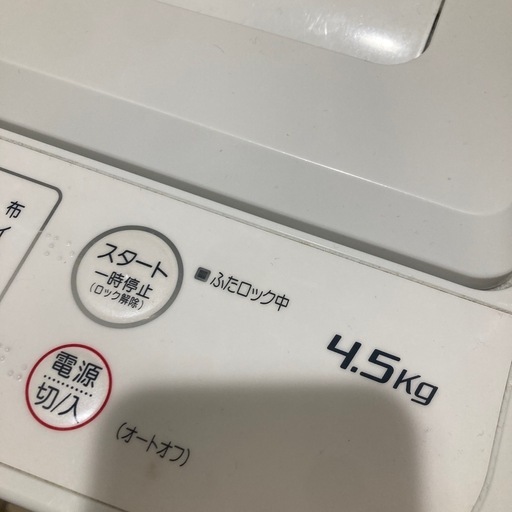 布
イ
スタート
一時停止
(ロック解除)
ふたロック中
4.5kg
電源
切/入
(オートオフ)